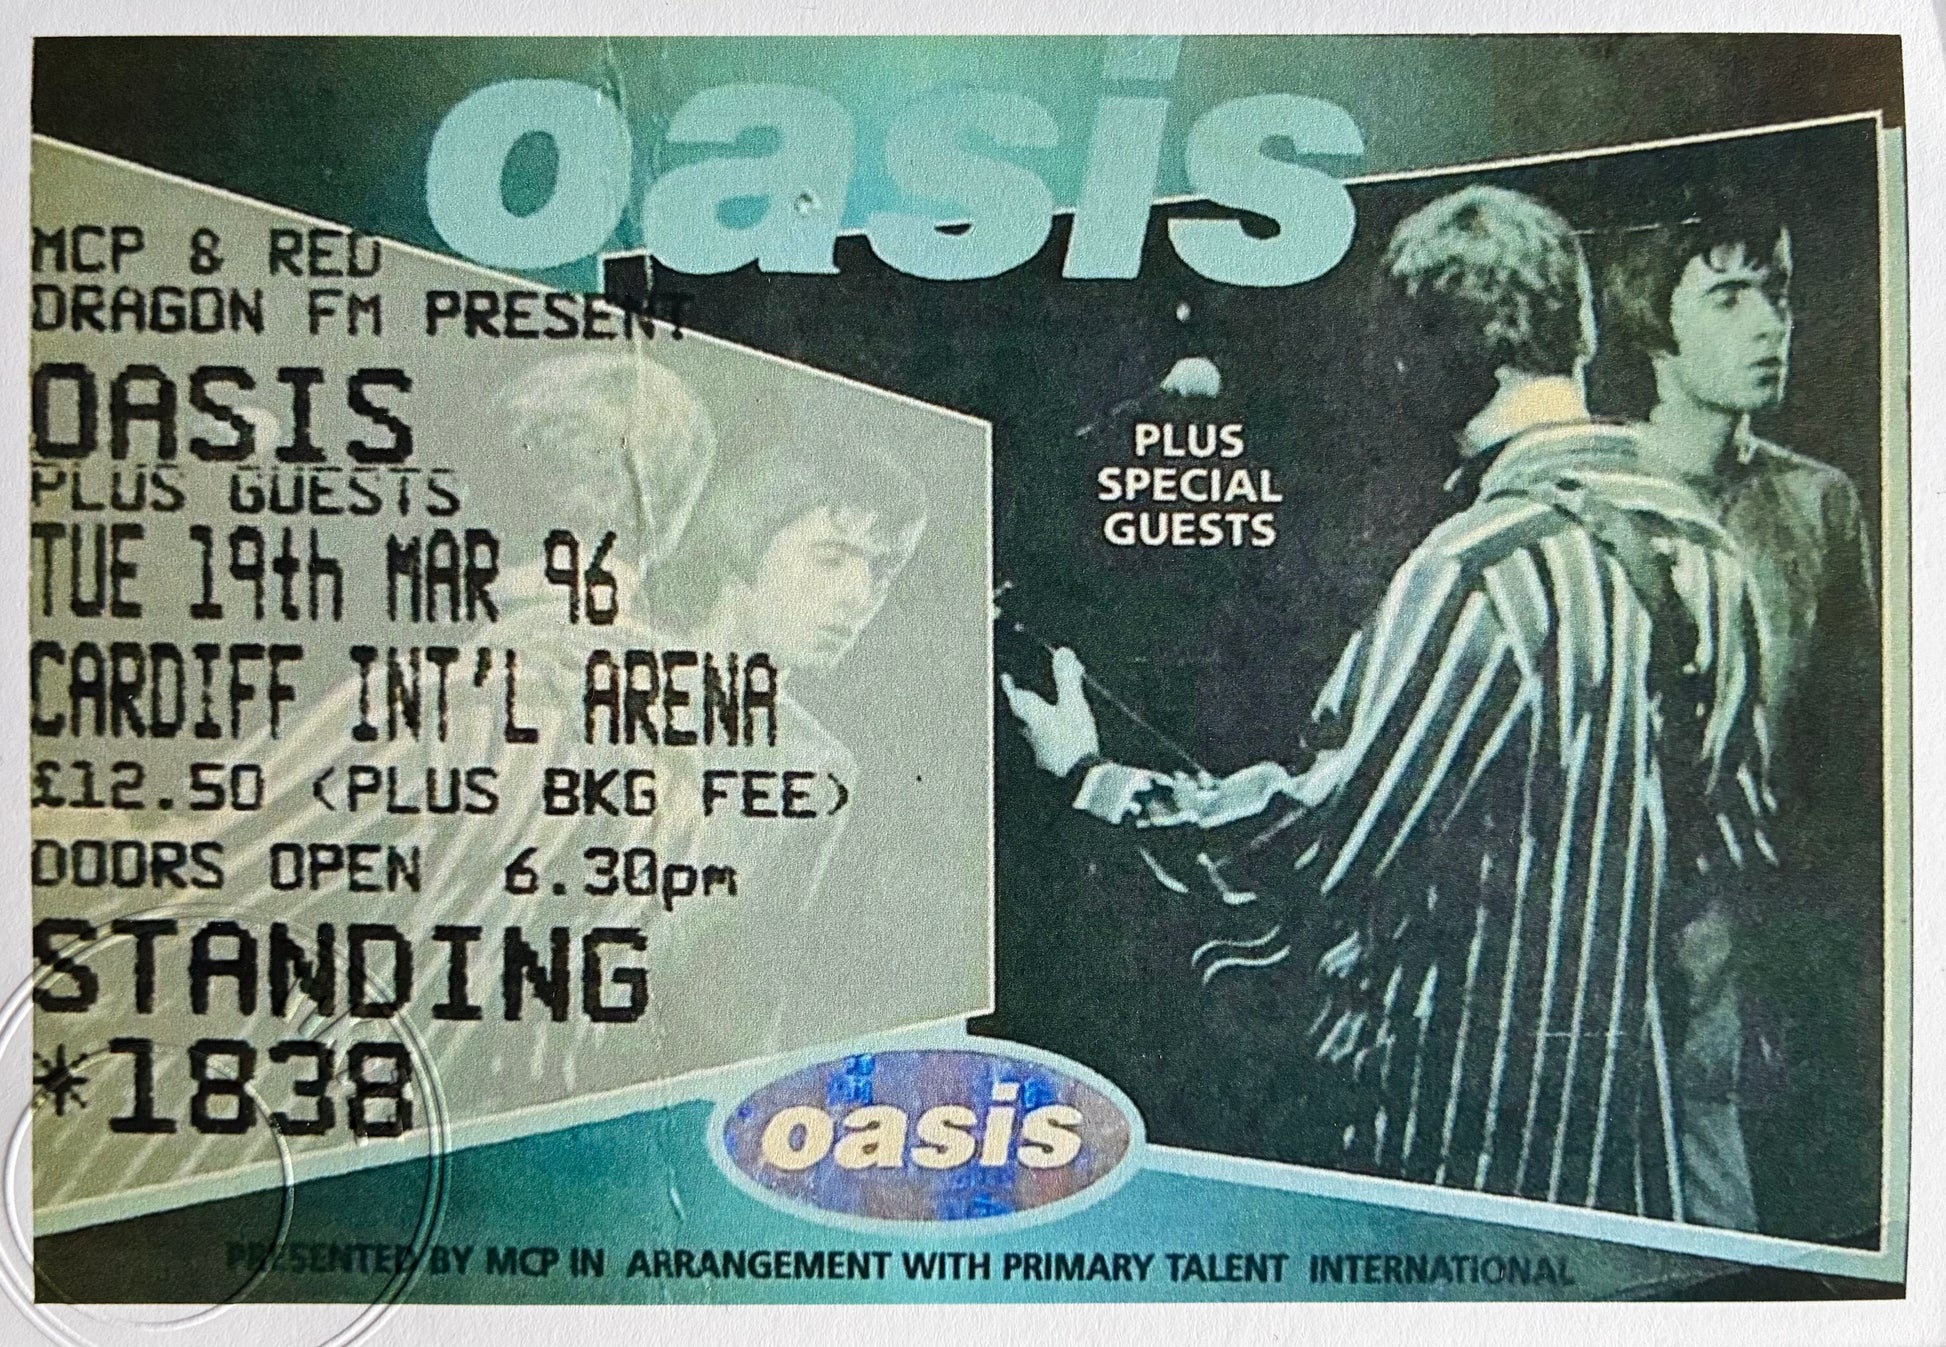 oasis
MCP & RED
DRAGON FM PRESENT
OASIS
PLUS GUESTS
TUE 19th MAR 96
CARDIFF INT'L ARENA
£12.50 (PLUS BKG FEE)
DOORS OPEN 6.30pm
STANDING
*1838
PLUS
SPECIAL
GUESTS
oasis
PRESENTED BY MCP IN ARRANGEMENT WITH PRIMARY TALENT INTERNATIONAL